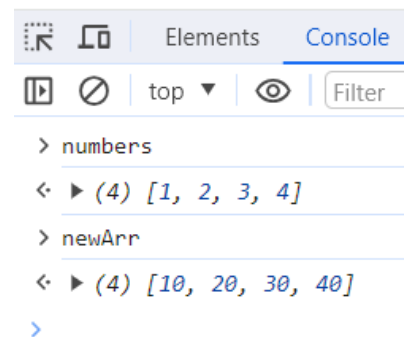 Elements Console
top Filter
numbers
(4) [1, 2, 3, 4]
newArr
(4) [10, 20, 30, 40]